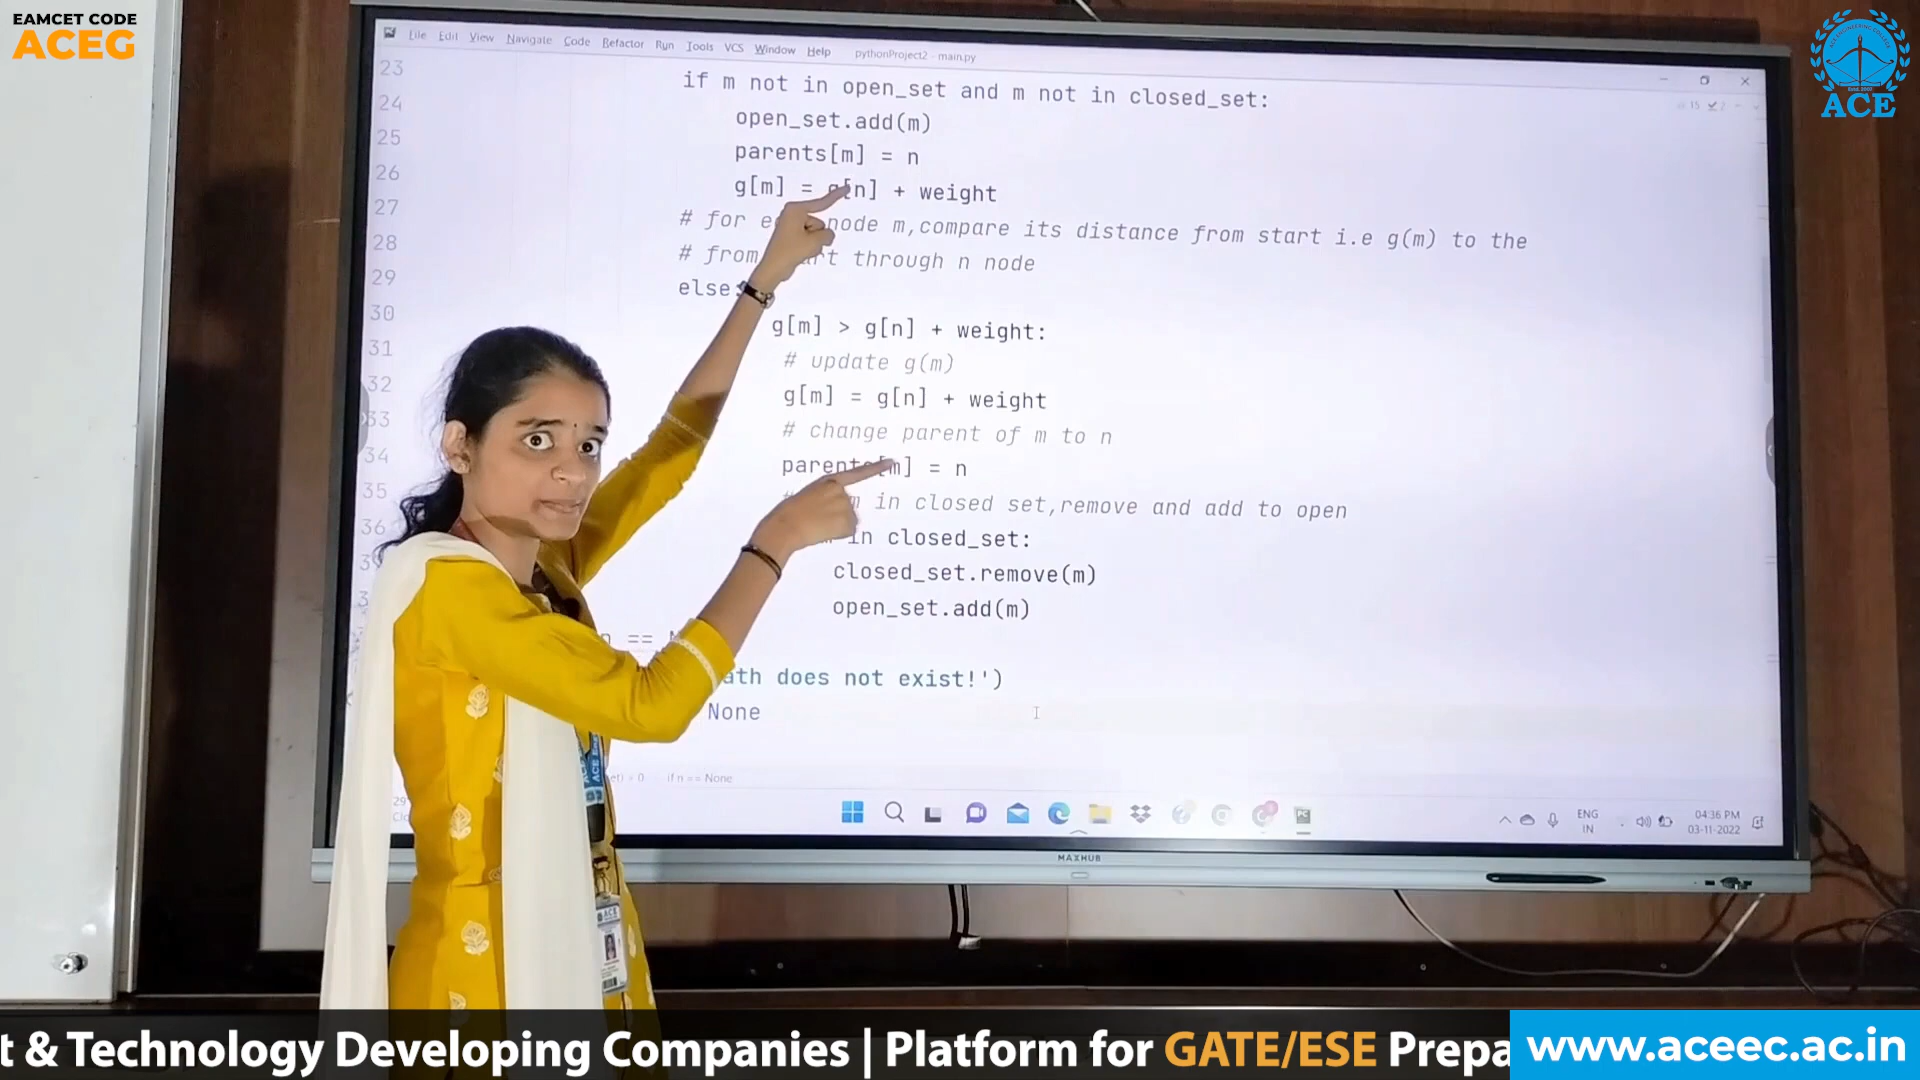 EAMCET CODE
ACEG
ACE
File Edit View Navigate Code Refactor Run Tools VCS Window Help pythonProject2 - main.py
23 if m not in open_set and m not in closed_set:
24 open_set.add(m)
25 parents[m] = n
26 g[m] = g[n] + weight
27 # for node m,compare its distance from start i.e g(m) to the
28 # from through n node
29 else:
30 g[m] > g[n] + weight:
31 # update g(m)
32 g[m] = g[n] + weight
33 # change parent of m to n
34 parents[m] = n
35 m in closed set,remove and add to open
36 in closed_set:
closed_set.remove(m)
open_set.add(m)
n ==
ath does not exist!')
None
if n == None
ENG
IN
04:36 PM
03-11-2022
MAXHUB
ACE
t & Technology Developing Companies | Platform for GATE/ESE Prepa
www.aceec.ac.in